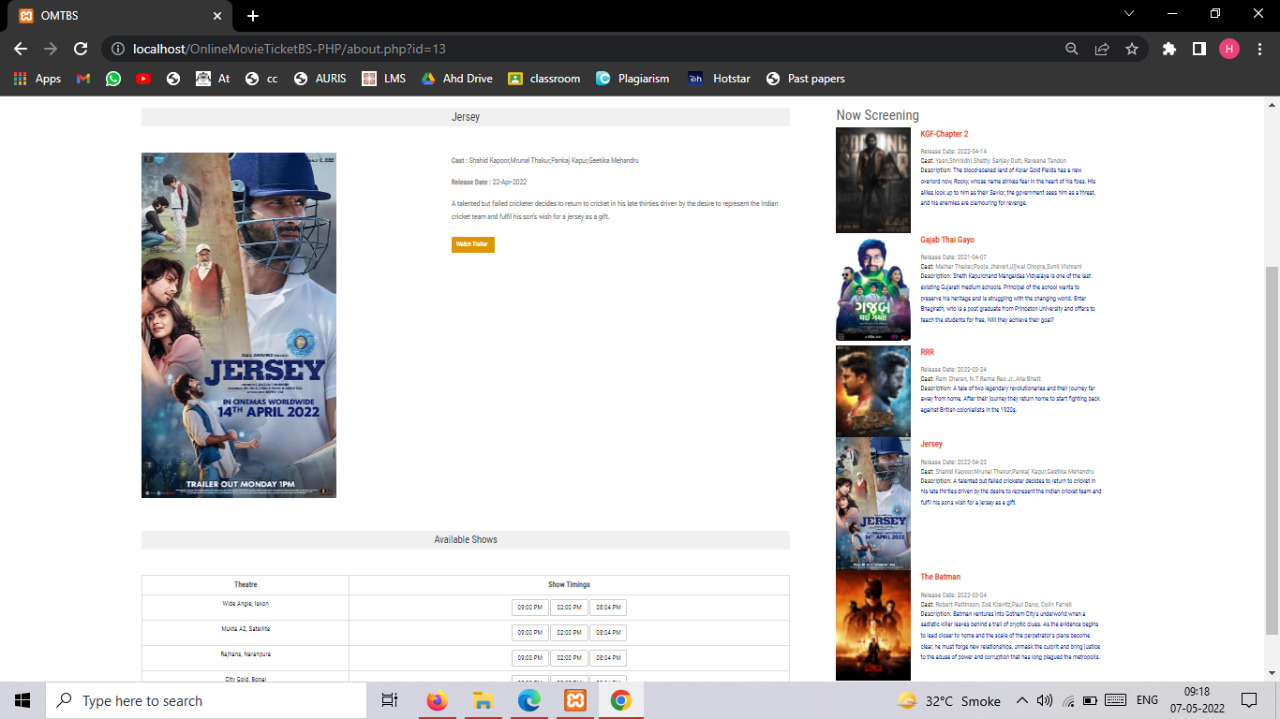 OMTBS
localhost/OnlineMovieTicketBS-PHP/about.php?id=13
H
Apps
At
cc
AURIS
LMS
Ahd Drive
classroom
Plagiarism
Hotstar
Past papers
Jersey
JERSEY
IN CINEMAS WORLDWIDE
14TH APRIL 2022
TRAILER OUT MONDAY 1PM
Cast : Shahid Kapoor,Mrunal Thakur,Pankaj Kapur,Geetika Mehandru
Release Date : 22-Apr-2022
A talented but failed cricketer decides to return to cricket in his late thirties driven by the desire to represent the Indian
cricket team and fulfil his son's wish for a jersey as a gift.
Watch Trailer
Available Shows
Theatre Show Timings
Wide Angle, Iskon 09:00 PM 02:00 PM 08:04 PM
Mukta A2, Satellite 09:00 PM 02:00 PM 08:04 PM
Rajhans, Naranpura 09:00 PM 02:00 PM 08:04 PM
City Gold, Bopal 09:00 PM 02:00 PM 08:04 PM
Now Screening
KGF-Chapter 2
Release Date: 2022-04-14
Cast: Yash,Shrinidhi Shetty, Sanjay Dutt, Raveena Tandon
Description: The blood-soaked land of Kolar Gold Fields has a new
overlord now, Rocky, whose name strikes fear in the heart of his foes. His
allies look up to him as their Savior, the government sees him as a threat,
and his enemies are clamouring for revenge.
ગજબ
થઈ ગયો!
Gajab Thai Gayo
Release Date: 2021-04-07
Cast: Malhar Thakar,Pooja Jhaveri,Ujjwal Chopra,Sunil Vishrani
Description: Sheth Kapurchand Mangaldas Vidyalaya is one of the last
existing Gujarati medium schools. Principal of the school wants to
preserve his heritage and is struggling with the changing world. Enter
Bhagirath, who is a post graduate from Princeton University and offers to
teach the students for free. Will they achieve their goal?
RRR
Release Date: 2022-03-24
Cast: Ram Charan, N.T Rama Rao Jr.,Alia Bhatt
Description: A tale of two legendary revolutionaries and their journey far
away from home. After their journey they return home to start fighting back
against British colonialists in the 1920s.
JERSEY
Jersey
Release Date: 2022-04-22
Cast: Shahid Kapoor,Mrunal Thakur,Pankaj Kapur,Geetika Mehandru
Description: A talented but failed cricketer decides to return to cricket in
his late thirties driven by the desire to represent the Indian cricket team and
fulfil his son's wish for a jersey as a gift.
The Batman
Release Date: 2022-03-04
Cast: Robert Pattinson, Zoë Kravitz,Paul Dano, Colin Farrell
Description: Batman ventures into Gotham City's underworld when a
sadistic killer leaves behind a trail of cryptic clues. As the evidence begins
to lead closer to home and the scale of the perpetrator's plans become
clear, he must forge new relationships, unmask the culprit and bring justice
to the abuse of power and corruption that has long plagued the metropolis.
Type here to search
32°C Smoke
ENG
09:18
07-05-2022